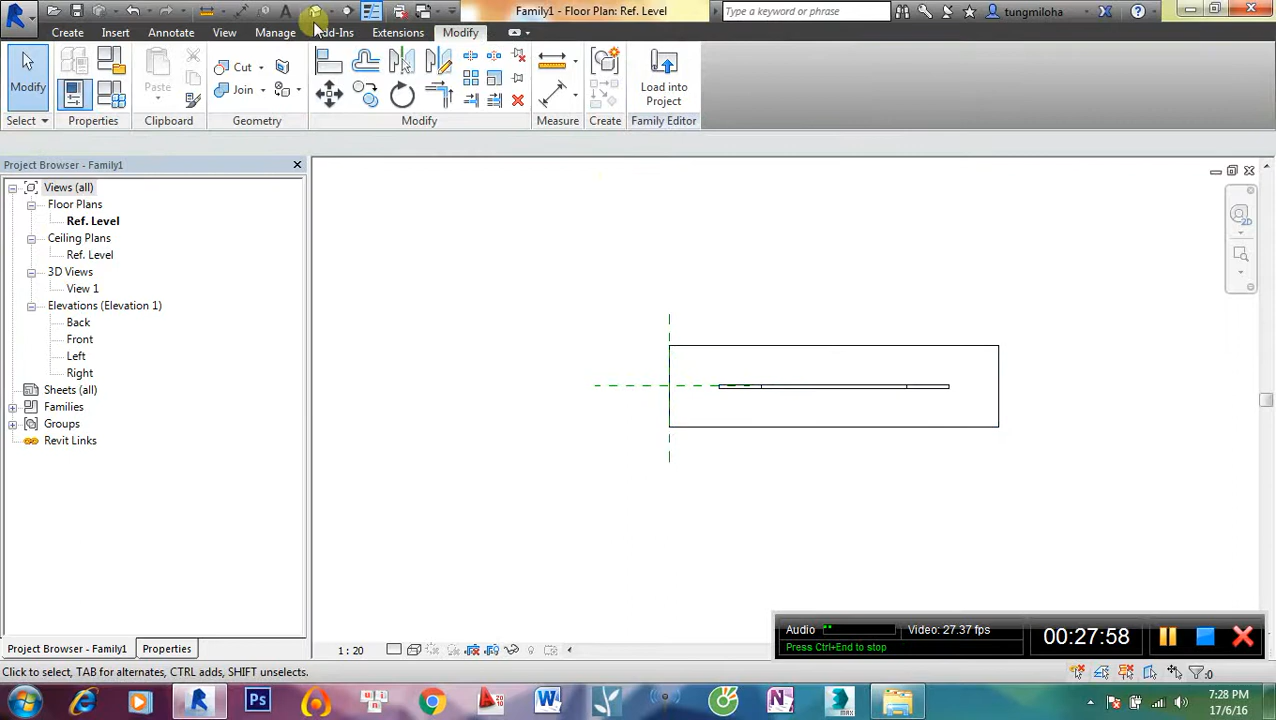 Family1 - Floor Plan: Ref. Level
Type a keyword or phrase
tungmiloha
Create
Insert
Annotate
View
Manage
Add-Ins
Extensions
Modify
Modify
Paste
Cut
Join
Load into
Project
Select
Properties
Clipboard
Geometry
Modify
Measure
Create
Family Editor
Project Browser - Family1
Views (all)
Floor Plans
Ref. Level
Ceiling Plans
Ref. Level
3D Views
View 1
Elevations (Elevation 1)
Back
Front
Left
Right
Sheets (all)
Families
Groups
Revit Links
2D
Audio
Video: 27.37 fps
Press Ctrl+End to stop
00:27:58
Project Browser - Family1
Properties
1 : 20
Click to select, TAB for alternates, CTRL adds, SHIFT unselects.
:0
7:28 PM
17/6/16